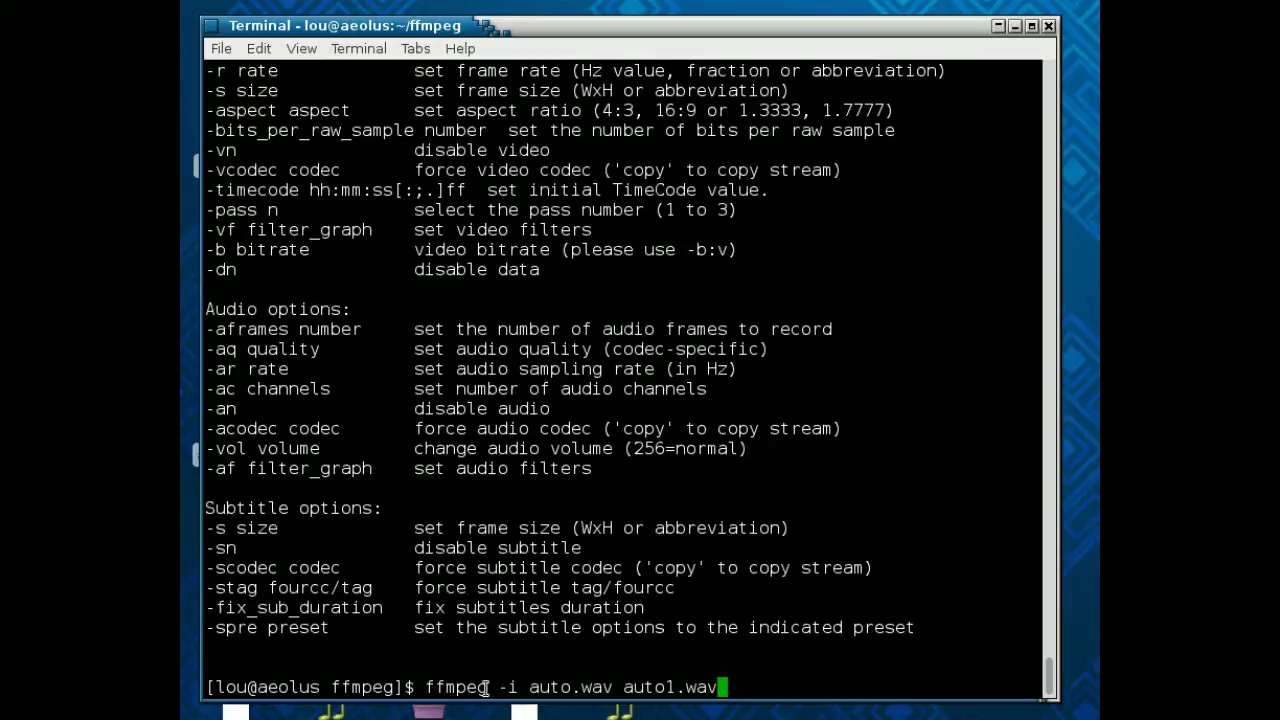 Terminal - lou@aeolus:~/ffmpeg
File Edit View Terminal Tabs Help
-r rate set frame rate (Hz value, fraction or abbreviation)
-s size set frame size (WxH or abbreviation)
-aspect aspect set aspect ratio (4:3, 16:9 or 1.3333, 1.7777)
-bits_per_raw_sample number set the number of bits per raw sample
-vn disable video
-vcodec codec force video codec ('copy' to copy stream)
-timecode hh:mm:ss[:;.]ff set initial TimeCode value.
-pass n select the pass number (1 to 3)
-vf filter_graph set video filters
-b bitrate video bitrate (please use -b:v)
-dn disable data
Audio options:
-aframes number set the number of audio frames to record
-aq quality set audio quality (codec-specific)
-ar rate set audio sampling rate (in Hz)
-ac channels set number of audio channels
-an disable audio
-acodec codec force audio codec ('copy' to copy stream)
-vol volume change audio volume (256=normal)
-af filter_graph set audio filters
Subtitle options:
-s size set frame size (WxH or abbreviation)
-sn disable subtitle
-scodec codec force subtitle codec ('copy' to copy stream)
-stag fourcc/tag force subtitle tag/fourcc
-fix_sub_duration fix subtitles duration
-spre preset set the subtitle options to the indicated preset
[lou@aeolus ffmpeg]$ ffmpeg -i auto.wav auto1.wav